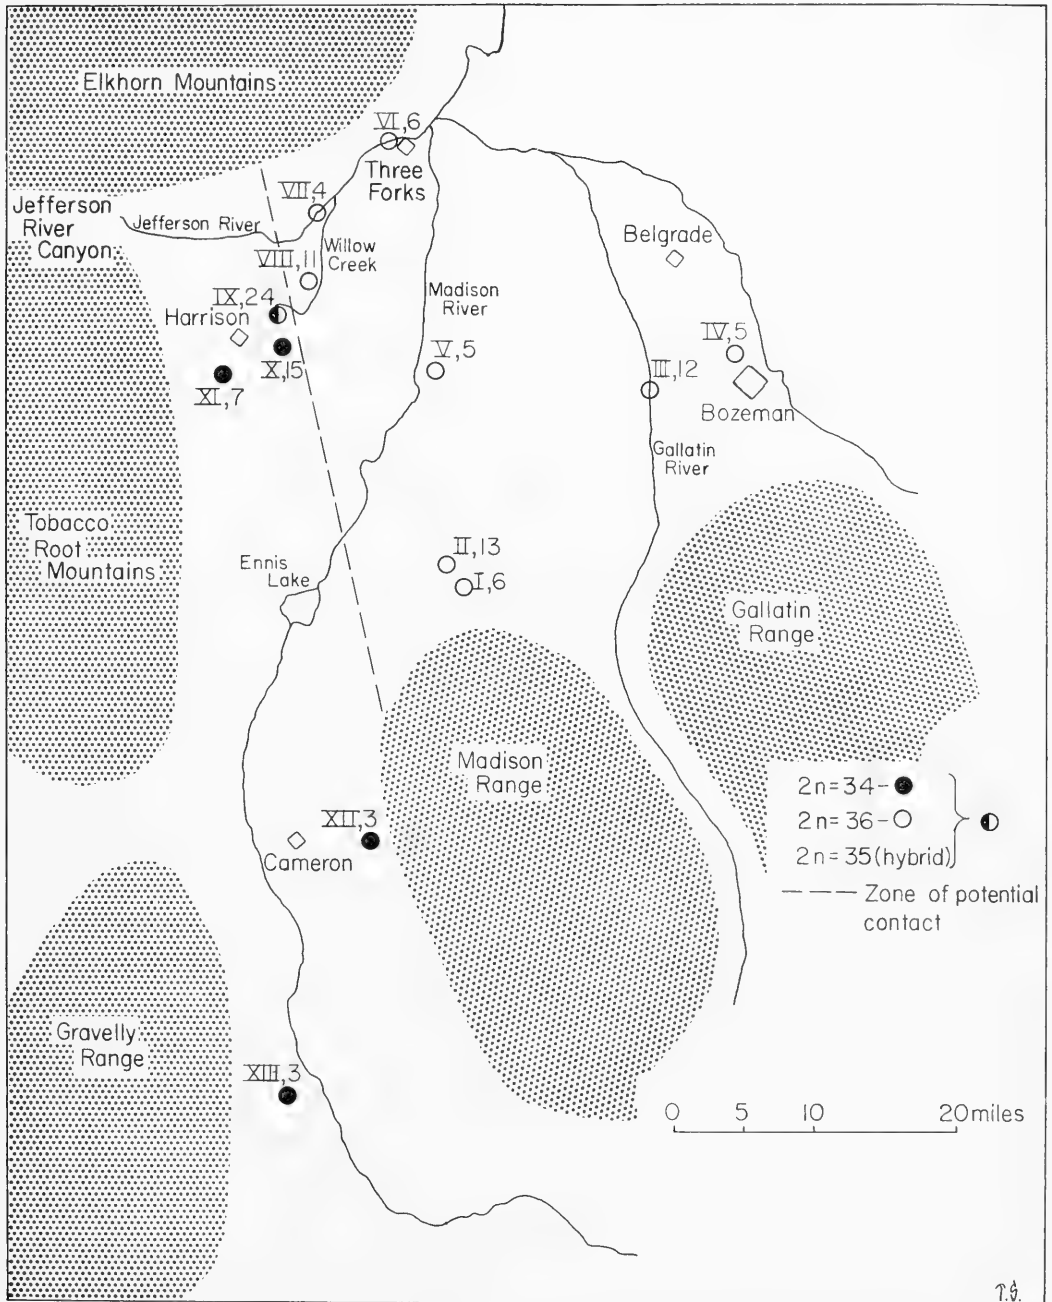 Elkhorn Mountains
VI,6
Three
Forks
Jefferson
River
Canyon
Jefferson River
VII,4
Willow
Creek
VIII,11
IX,24
Harrison
X,15
XI,7
Madison
River
V,5
Belgrade
IV,5
III,12
Bozeman
Gallatin
River
Tobacco
Root
Mountains
Ennis
Lake
II,13
I,6
Gallatin
Range
Madison
Range
XII,3
Cameron
2n=34-
2n=36-
2n=35(hybrid)
Zone of potential
contact
Gravelly
Range
XIII,3
0 5 10 20 miles
T.S.